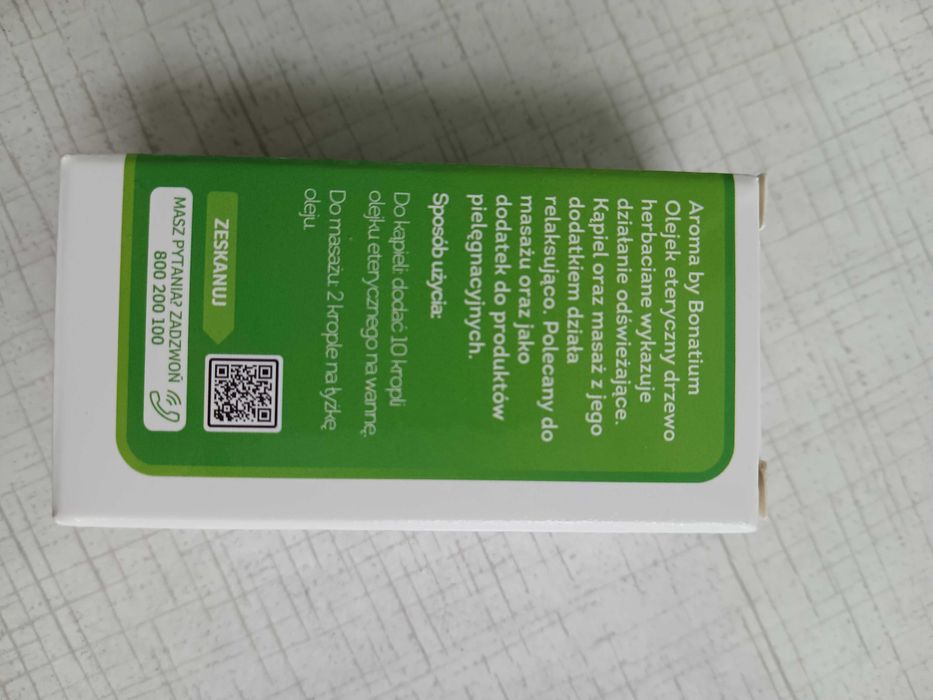 Aroma by Bonatium
Olejek eteryczny drzewo
herbaciane wykazuje
działanie odświeżające.
Kąpiel oraz masaż z jego
dodatkiem działa
relaksująco. Polecany do
masażu oraz jako
dodatek do produktów
pielęgnacyjnych.
Sposób użycia:
Do kąpieli: dodać 10 kropli
olejku eterycznego na wannę.
Do masażu: 2 krople na łyżkę
oleju.
ZESKANUJ
MASZ PYTANIA? ZADZWOŃ
800 200 100